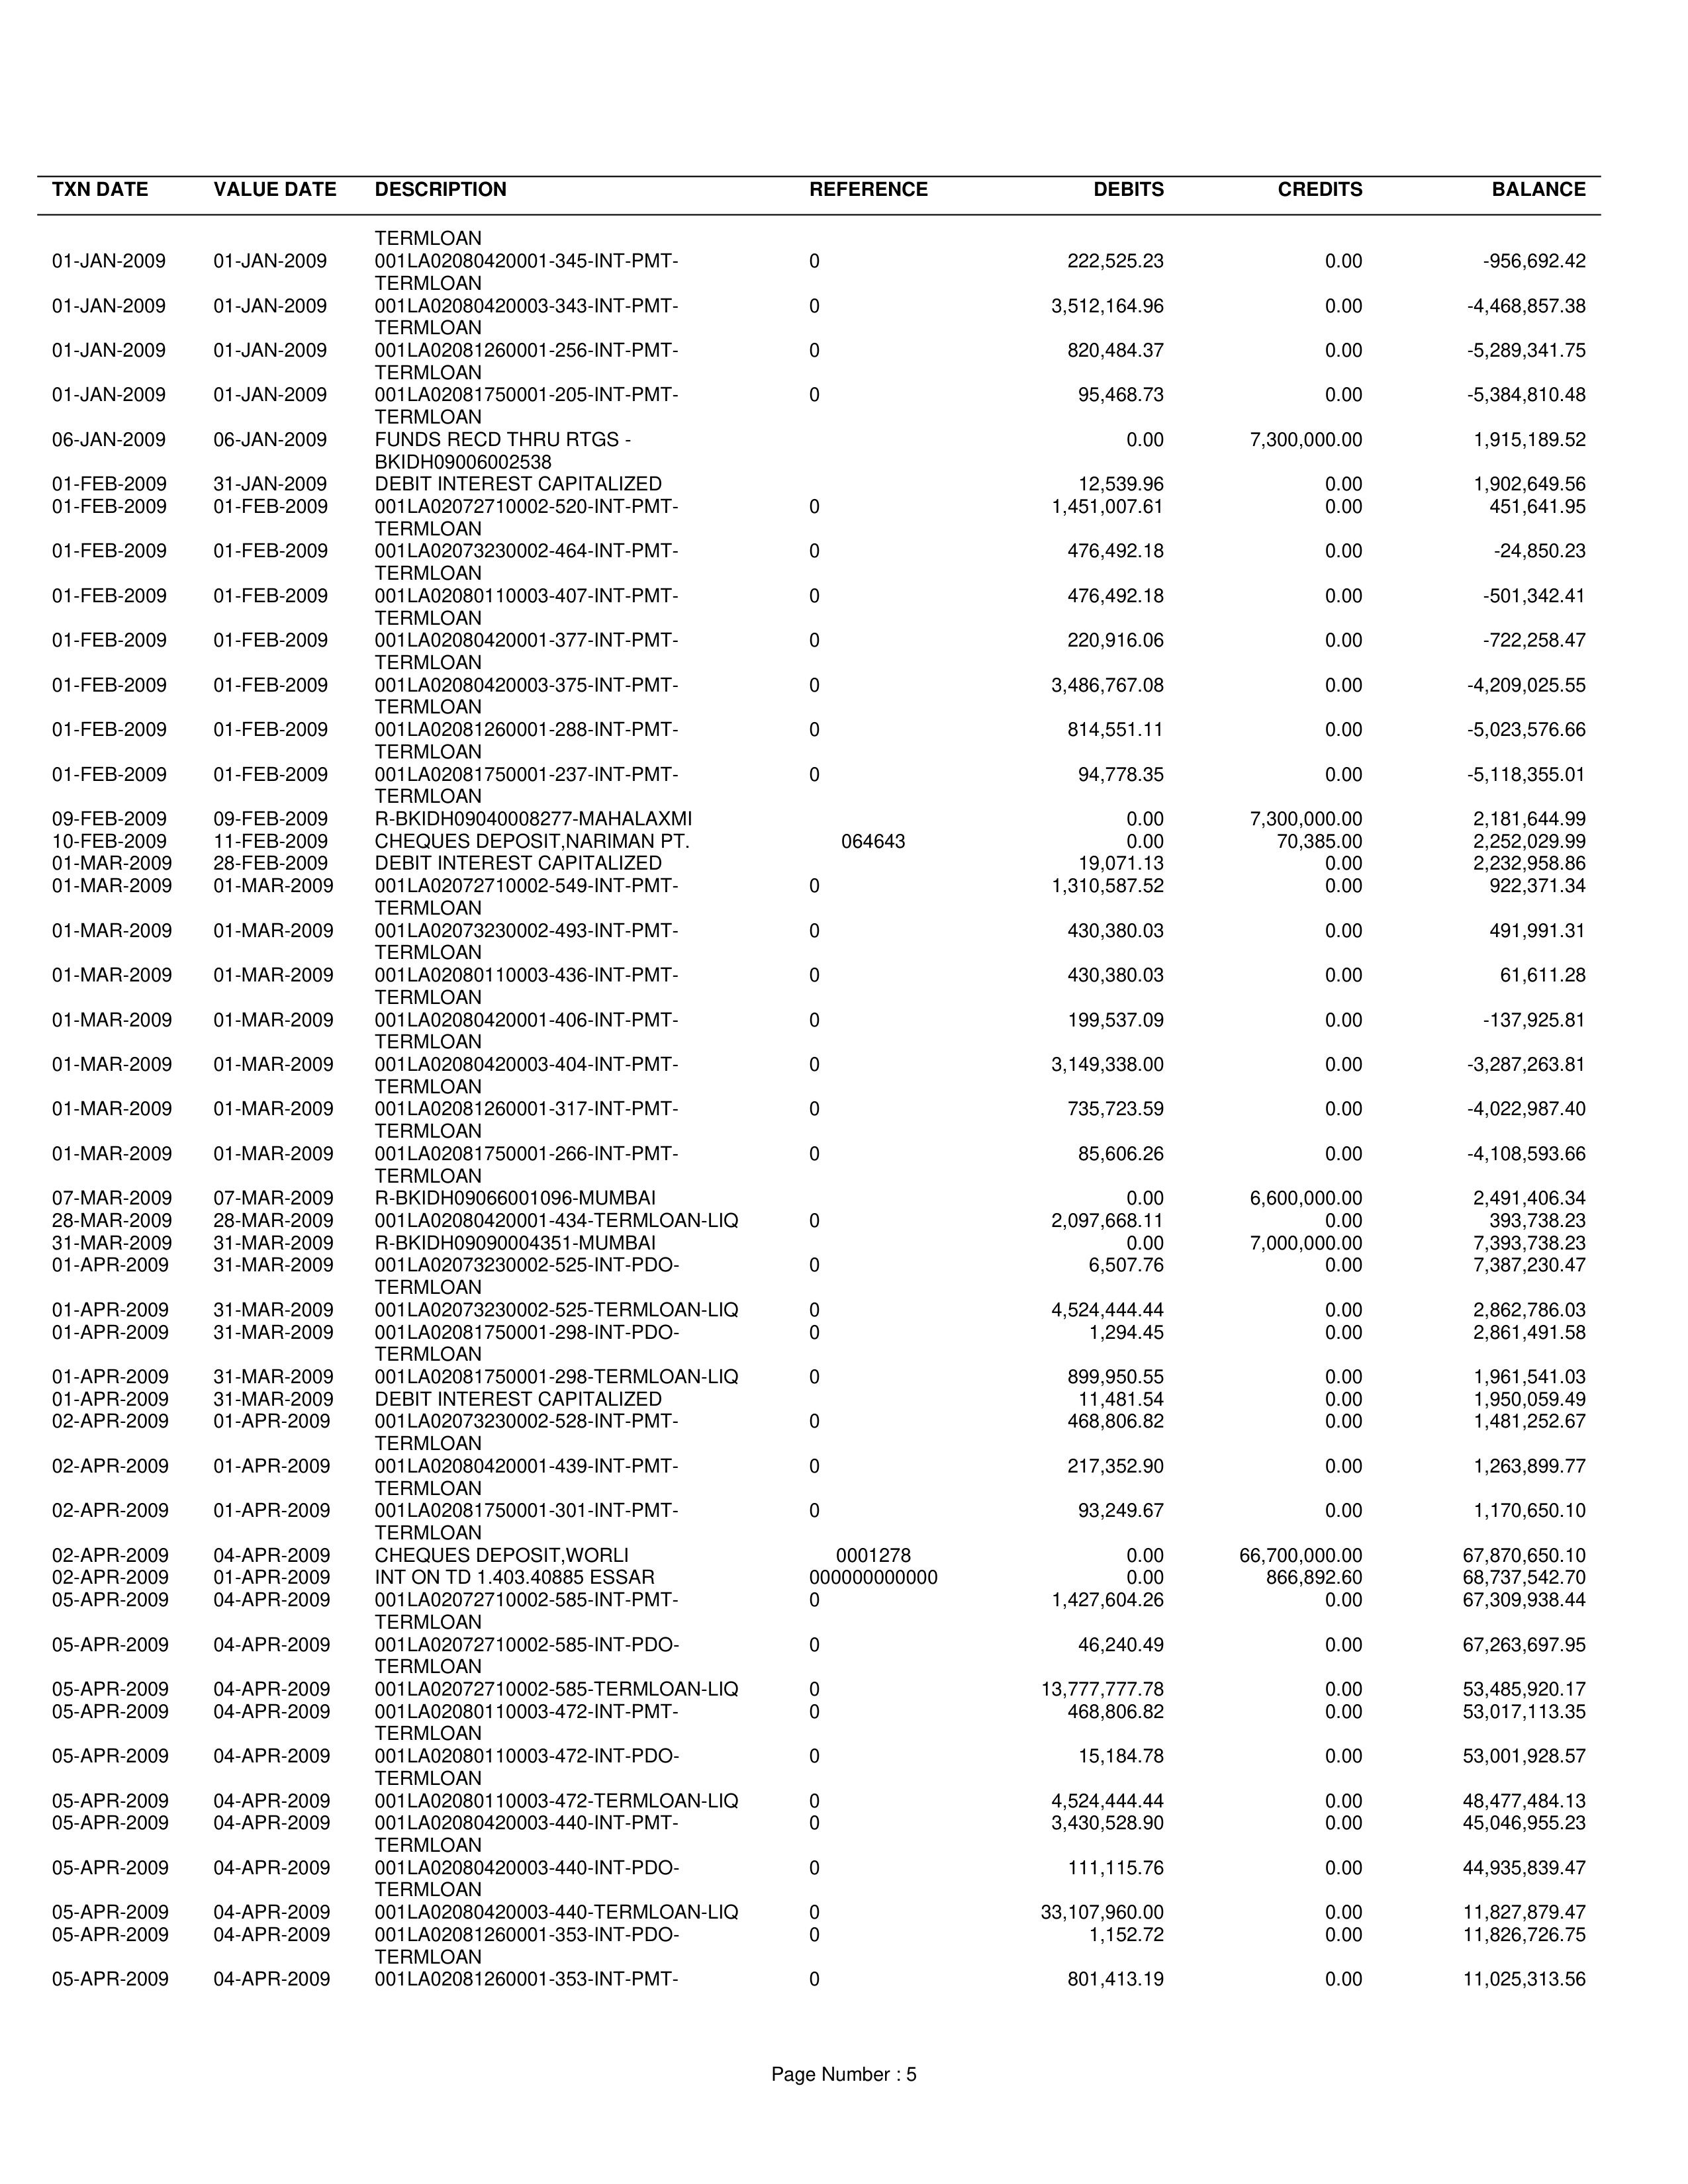 TXN DATE VALUE DATE DESCRIPTION REFERENCE DEBITS CREDITS BALANCE
TERMLOAN
01-JAN-2009 01-JAN-2009 001LA02080420001-345-INT-PMT- 0 222,525.23 0.00 -956,692.42
TERMLOAN
01-JAN-2009 01-JAN-2009 001LA02080420003-343-INT-PMT- 0 3,512,164.96 0.00 -4,468,857.38
TERMLOAN
01-JAN-2009 01-JAN-2009 001LA02081260001-256-INT-PMT- 0 820,484.37 0.00 -5,289,341.75
TERMLOAN
01-JAN-2009 01-JAN-2009 001LA02081750001-205-INT-PMT- 0 95,468.73 0.00 -5,384,810.48
TERMLOAN
06-JAN-2009 06-JAN-2009 FUNDS RECD THRU RTGS - 0.00 7,300,000.00 1,915,189.52
BKIDH09006002538
01-FEB-2009 31-JAN-2009 DEBIT INTEREST CAPITALIZED 12,539.96 0.00 1,902,649.56
01-FEB-2009 01-FEB-2009 001LA02072710002-520-INT-PMT- 0 1,451,007.61 0.00 451,641.95
TERMLOAN
01-FEB-2009 01-FEB-2009 001LA02073230002-464-INT-PMT- 0 476,492.18 0.00 -24,850.23
TERMLOAN
01-FEB-2009 01-FEB-2009 001LA02080110003-407-INT-PMT- 0 476,492.18 0.00 -501,342.41
TERMLOAN
01-FEB-2009 01-FEB-2009 001LA02080420001-377-INT-PMT- 0 220,916.06 0.00 -722,258.47
TERMLOAN
01-FEB-2009 01-FEB-2009 001LA02080420003-375-INT-PMT- 0 3,486,767.08 0.00 -4,209,025.55
TERMLOAN
01-FEB-2009 01-FEB-2009 001LA02081260001-288-INT-PMT- 0 814,551.11 0.00 -5,023,576.66
TERMLOAN
01-FEB-2009 01-FEB-2009 001LA02081750001-237-INT-PMT- 0 94,778.35 0.00 -5,118,355.01
TERMLOAN
09-FEB-2009 09-FEB-2009 R-BKIDH09040008277-MAHALAXMI 0.00 7,300,000.00 2,181,644.99
10-FEB-2009 11-FEB-2009 CHEQUES DEPOSIT,NARIMAN PT. 064643 0.00 70,385.00 2,252,029.99
01-MAR-2009 28-FEB-2009 DEBIT INTEREST CAPITALIZED 19,071.13 0.00 2,232,958.86
01-MAR-2009 01-MAR-2009 001LA02072710002-549-INT-PMT- 0 1,310,587.52 0.00 922,371.34
TERMLOAN
01-MAR-2009 01-MAR-2009 001LA02073230002-493-INT-PMT- 0 430,380.03 0.00 491,991.31
TERMLOAN
01-MAR-2009 01-MAR-2009 001LA02080110003-436-INT-PMT- 0 430,380.03 0.00 61,611.28
TERMLOAN
01-MAR-2009 01-MAR-2009 001LA02080420001-406-INT-PMT- 0 199,537.09 0.00 -137,925.81
TERMLOAN
01-MAR-2009 01-MAR-2009 001LA02080420003-404-INT-PMT- 0 3,149,338.00 0.00 -3,287,263.81
TERMLOAN
01-MAR-2009 01-MAR-2009 001LA02081260001-317-INT-PMT- 0 735,723.59 0.00 -4,022,987.40
TERMLOAN
01-MAR-2009 01-MAR-2009 001LA02081750001-266-INT-PMT- 0 85,606.26 0.00 -4,108,593.66
TERMLOAN
07-MAR-2009 07-MAR-2009 R-BKIDH09066001096-MUMBAI 0.00 6,600,000.00 2,491,406.34
28-MAR-2009 28-MAR-2009 001LA02080420001-434-TERMLOAN-LIQ 0 2,097,668.11 0.00 393,738.23
31-MAR-2009 31-MAR-2009 R-BKIDH09090004351-MUMBAI 0.00 7,000,000.00 7,393,738.23
01-APR-2009 31-MAR-2009 001LA02073230002-525-INT-PDO- 0 6,507.76 0.00 7,387,230.47
TERMLOAN
01-APR-2009 31-MAR-2009 001LA02073230002-525-TERMLOAN-LIQ 0 4,524,444.44 0.00 2,862,786.03
01-APR-2009 31-MAR-2009 001LA02081750001-298-INT-PDO- 0 1,294.45 0.00 2,861,491.58
TERMLOAN
01-APR-2009 31-MAR-2009 001LA02081750001-298-TERMLOAN-LIQ 0 899,950.55 0.00 1,961,541.03
01-APR-2009 31-MAR-2009 DEBIT INTEREST CAPITALIZED 11,481.54 0.00 1,950,059.49
02-APR-2009 01-APR-2009 001LA02073230002-528-INT-PMT- 0 468,806.82 0.00 1,481,252.67
TERMLOAN
02-APR-2009 01-APR-2009 001LA02080420001-439-INT-PMT- 0 217,352.90 0.00 1,263,899.77
TERMLOAN
02-APR-2009 01-APR-2009 001LA02081750001-301-INT-PMT- 0 93,249.67 0.00 1,170,650.10
TERMLOAN
02-APR-2009 04-APR-2009 CHEQUES DEPOSIT,WORLI 0001278 0.00 66,700,000.00 67,870,650.10
02-APR-2009 01-APR-2009 INT ON TD 1.403.40885 ESSAR 000000000000 0.00 866,892.60 68,737,542.70
05-APR-2009 04-APR-2009 001LA02072710002-585-INT-PMT- 0 1,427,604.26 0.00 67,309,938.44
TERMLOAN
05-APR-2009 04-APR-2009 001LA02072710002-585-INT-PDO- 0 46,240.49 0.00 67,263,697.95
TERMLOAN
05-APR-2009 04-APR-2009 001LA02072710002-585-TERMLOAN-LIQ 0 13,777,777.78 0.00 53,485,920.17
05-APR-2009 04-APR-2009 001LA02080110003-472-INT-PMT- 0 468,806.82 0.00 53,017,113.35
TERMLOAN
05-APR-2009 04-APR-2009 001LA02080110003-472-INT-PDO- 0 15,184.78 0.00 53,001,928.57
TERMLOAN
05-APR-2009 04-APR-2009 001LA02080110003-472-TERMLOAN-LIQ 0 4,524,444.44 0.00 48,477,484.13
05-APR-2009 04-APR-2009 001LA02080420003-440-INT-PMT- 0 3,430,528.90 0.00 45,046,955.23
TERMLOAN
05-APR-2009 04-APR-2009 001LA02080420003-440-INT-PDO- 0 111,115.76 0.00 44,935,839.47
TERMLOAN
05-APR-2009 04-APR-2009 001LA02080420003-440-TERMLOAN-LIQ 0 33,107,960.00 0.00 11,827,879.47
05-APR-2009 04-APR-2009 001LA02081260001-353-INT-PDO- 0 1,152.72 0.00 11,826,726.75
TERMLOAN
05-APR-2009 04-APR-2009 001LA02081260001-353-INT-PMT- 0 801,413.19 0.00 11,025,313.56
Page Number : 5